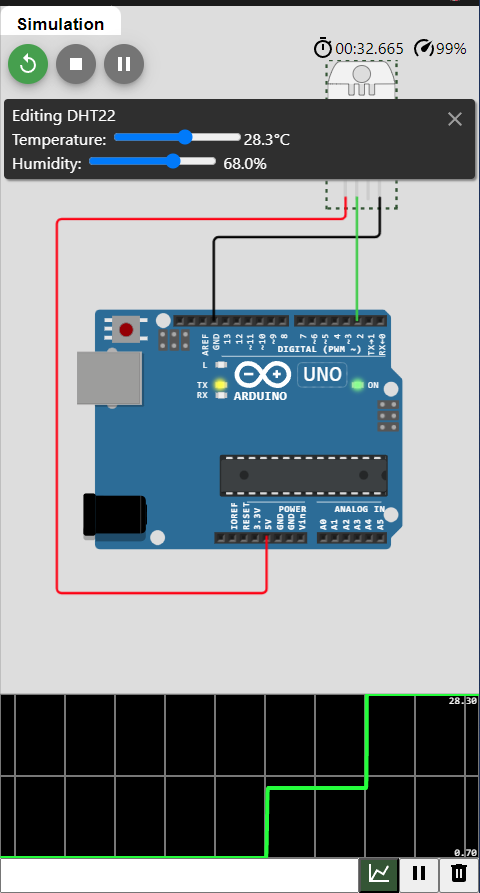 Simulation
00:32.665 99%
Editing DHT22
Temperature: 28.3°C
Humidity: 68.0%
AREF GND 13 12 ~11 ~10 ~9 8 7 ~6 ~5 4 ~3 2 TX→1 RX←0
DIGITAL (PWM ~)
L
TX
RX
UNO
ON
ARDUINO
IOREF RESET 3.3V 5V GND GND Vin
POWER
ANALOG IN
A0 A1 A2 A3 A4 A5
28.30
0.70